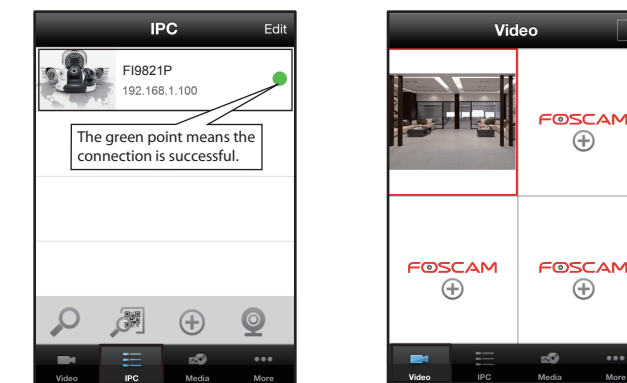 IPC
Edit
FI9821P
192.168.1.100
The green point means the
connection is successful.
Video
IPC
Media
More
Video
FOSCAM
FOSCAM
FOSCAM
Video
IPC
Media
More